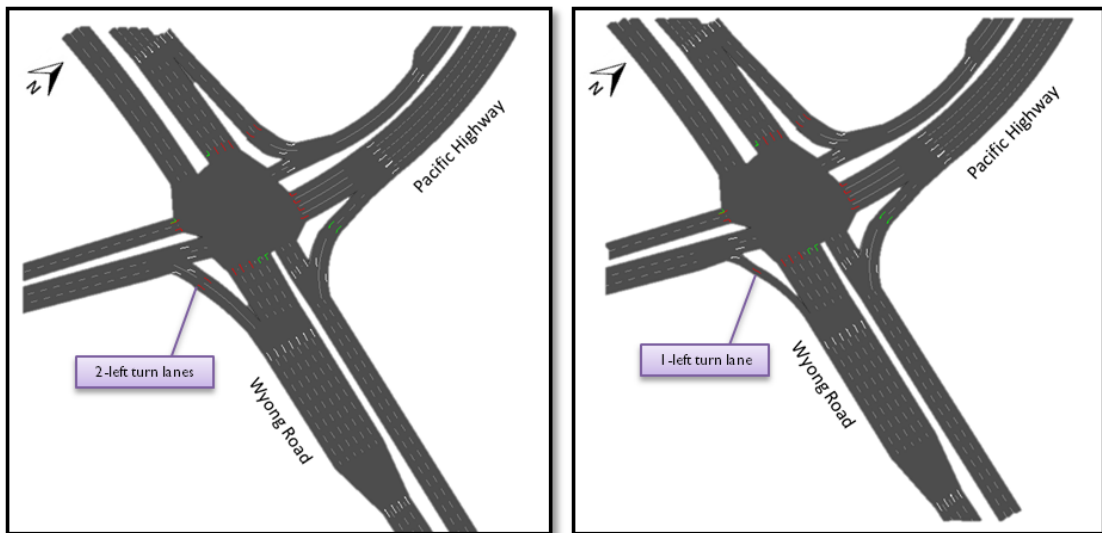 N
Pacific Highway
2-left turn lanes
Wyong Road
N
Pacific Highway
1-left turn lane
Wyong Road